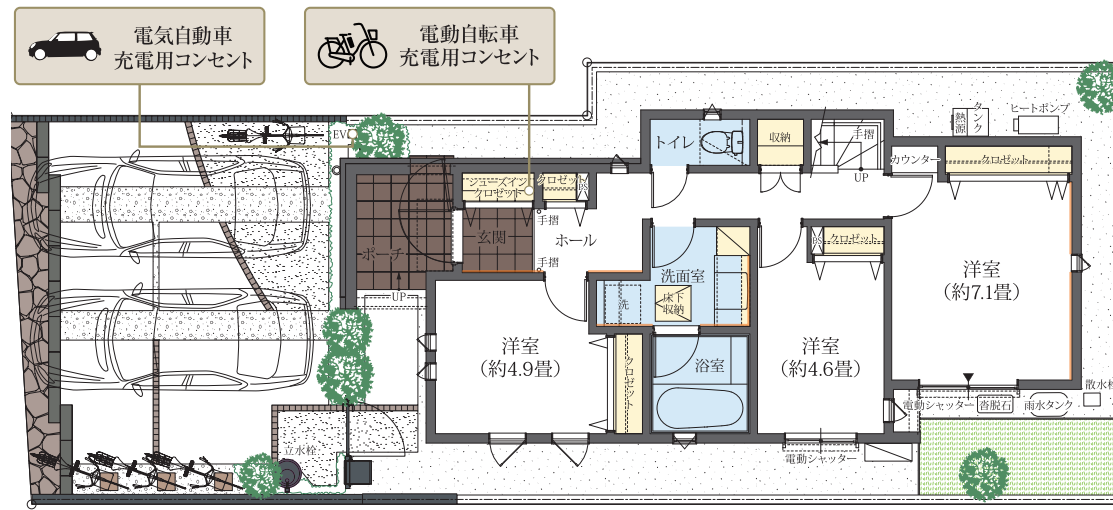 電気自動車
充電用コンセント
電動自転車
充電用コンセント
EV
ポーチ
UP
シューズイン
クロゼット
クロゼット
PS
玄関
手摺
手摺
ホール
トイレ
収納
手摺
UP
カウンター
クロゼット
熱源
タンク
ヒートポンプ
洗面室
洗
床下
収納
浴室
PS
クロゼット
洋室
(約4.9畳)
クロゼット
洋室
(約4.6畳)
洋室
(約7.1畳)
電動シャッター
電動シャッター
沓脱石
雨水タンク
散水栓
立水栓